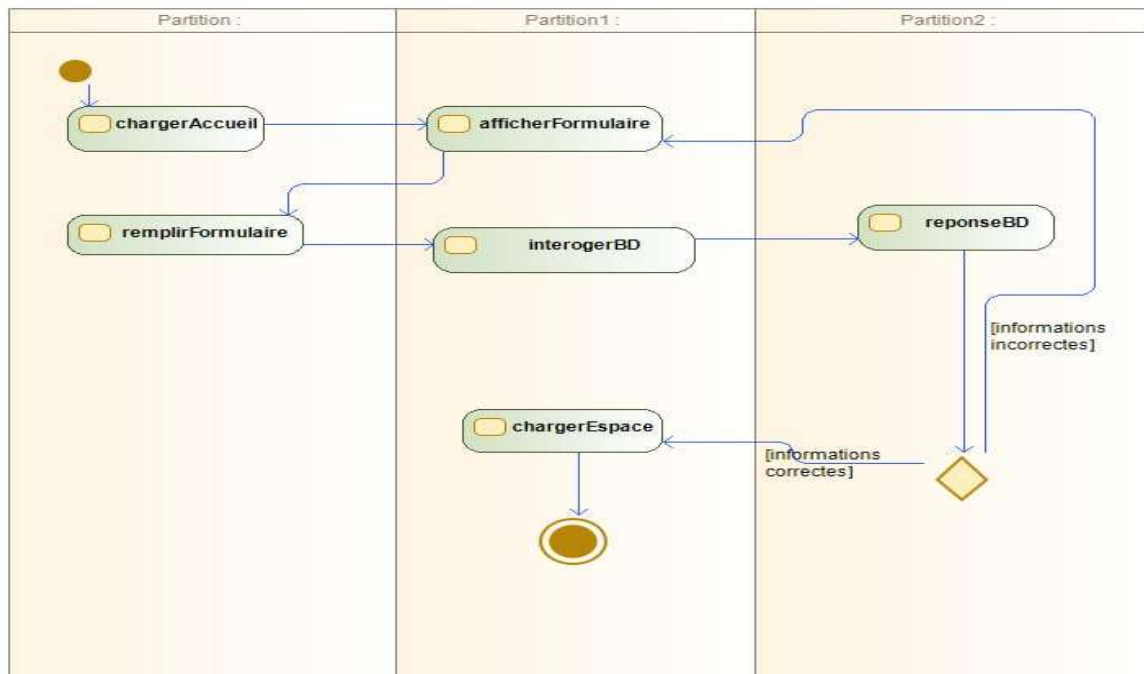 Partition :
Partition1 :
Partition2 :
chargerAccueil
afficherFormulaire
remplirFormulaire
interogerBD
reponseBD
[informations
incorrectes]
chargerEspace
[informations
correctes]